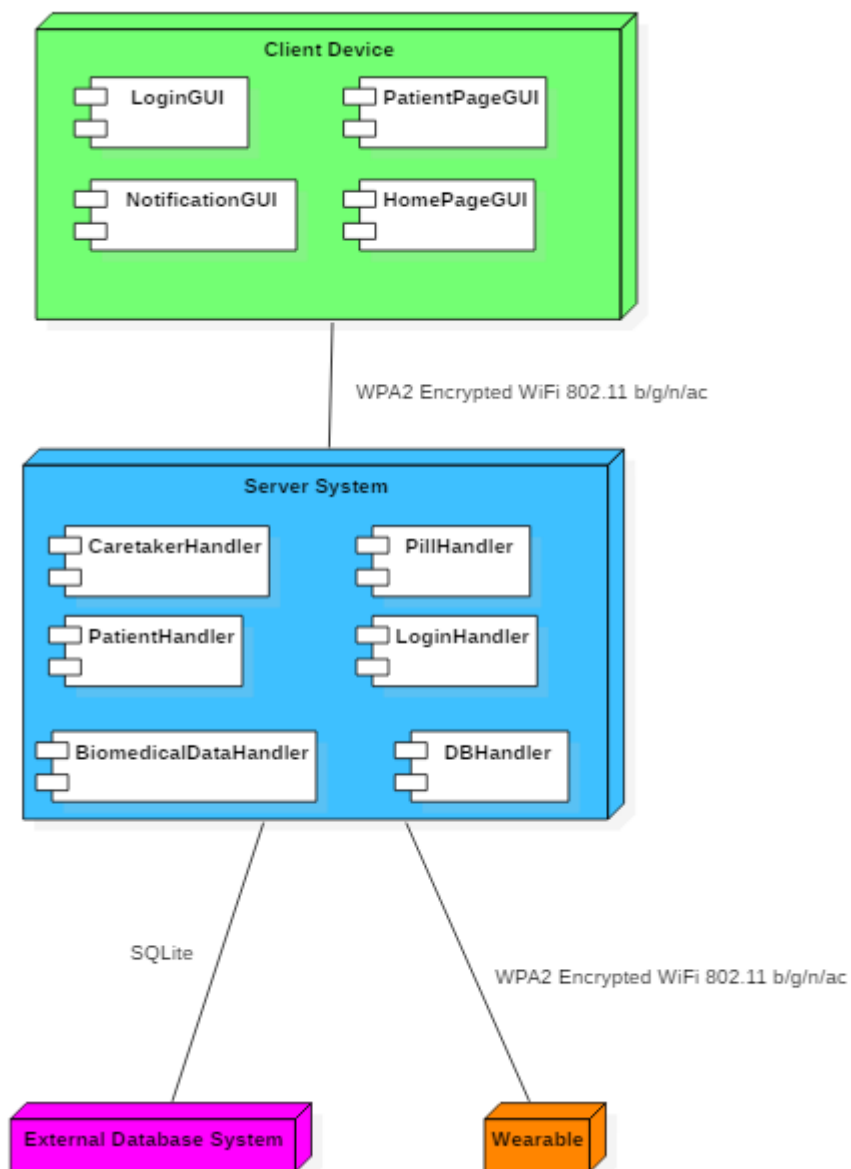 Client Device
LoginGUI
PatientPageGUI
NotificationGUI
HomePageGUI
WPA2 Encrypted WiFi 802.11 b/g/n/ac
Server System
CaretakerHandler
PillHandler
PatientHandler
LoginHandler
BiomedicalDataHandler
DBHandler
SQLite
WPA2 Encrypted WiFi 802.11 b/g/n/ac
External Database System
Wearable